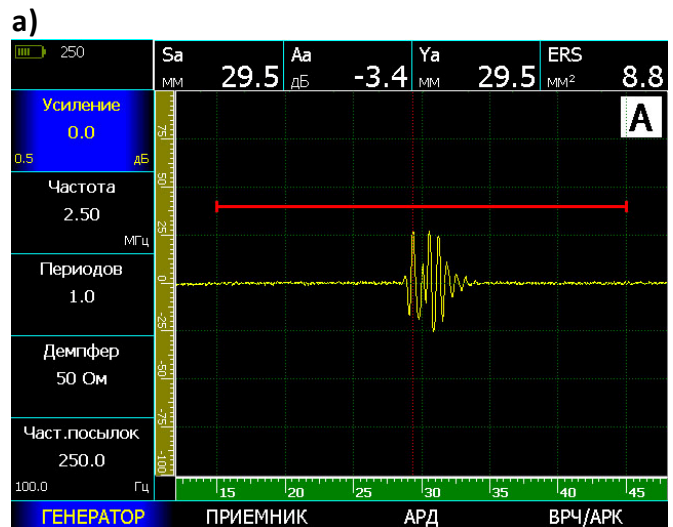 а)
250
Sa
мм 29.5
Aa
дБ -3.4
Ya
мм 29.5
ERS
мм² 8.8
Усиление
0.0
0.5 дБ
Частота
2.50
МГц
Периодов
1.0
Демпфер
50 Ом
Част.посылок
250.0
100.0 Гц
A
75
50
25
0
-25
-50
-75
-100
15 20 25 30 35 40 45
ГЕНЕРАТОР ПРИЕМНИК АРД ВРЧ/АРК